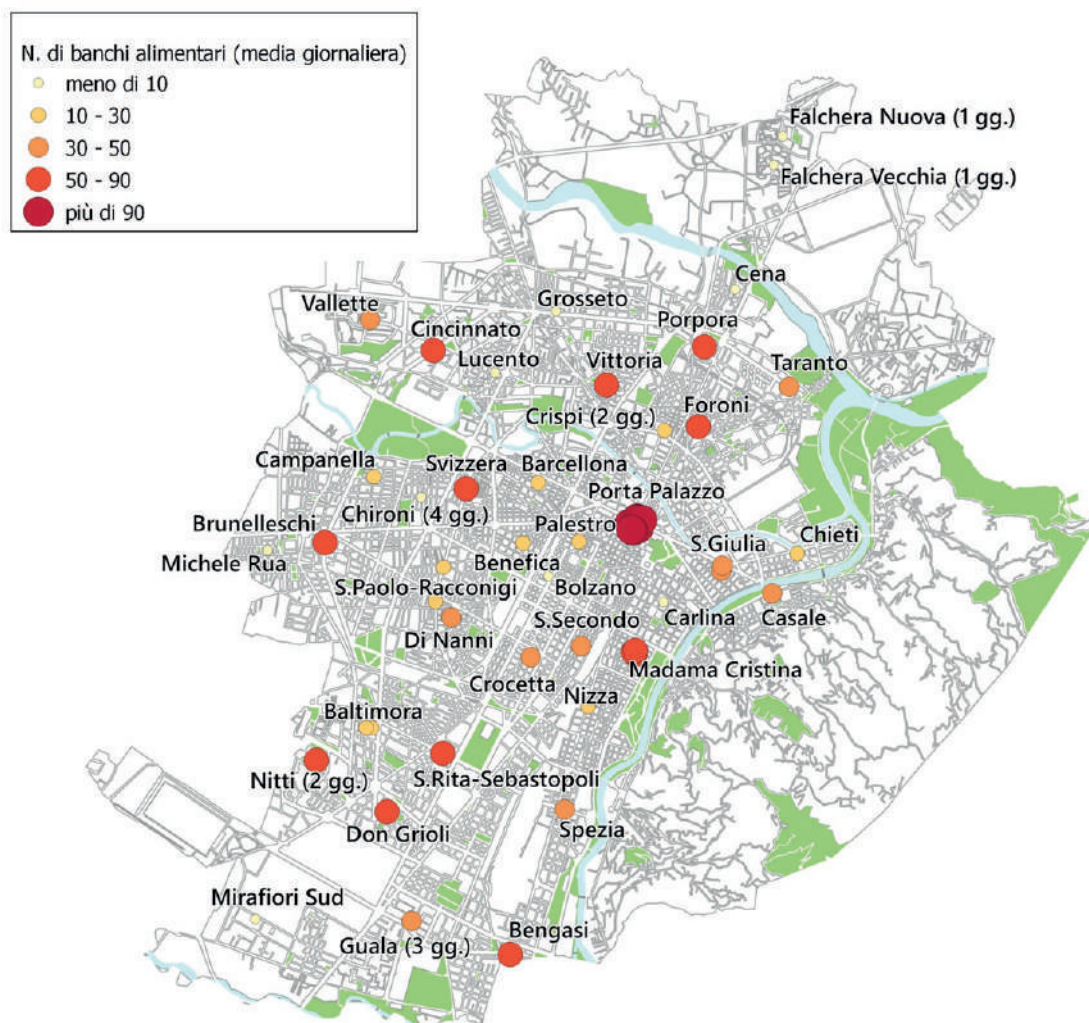 N. di banchi alimentari (media giornaliera)
meno di 10
10 - 30
30 - 50
50 - 90
più di 90
Falchera Nuova (1 gg.)
Falchera Vecchia (1 gg.)
Cena
Grosseto
Vallette
Porpora
Cincinnato
Lucento
Vittoria
Taranto
Crispi (2 gg.)
Foroni
Campanella
Svizzera
Barcellona
Porta Palazzo
Chironi (4 gg.)
Brunelleschi
Palestro
S.Giulia
Chieti
Michele Rua
Benefica
S.Paolo-Racconigi
Bolzano
Carlina
Casale
S.Secondo
Di Nanni
Madama Cristina
Crocetta
Nizza
Baltimora
Nitti (2 gg.)
S.Rita-Sebastopoli
Don Grioli
Spezia
Mirafiori Sud
Guala (3 gg.)
Bengasi